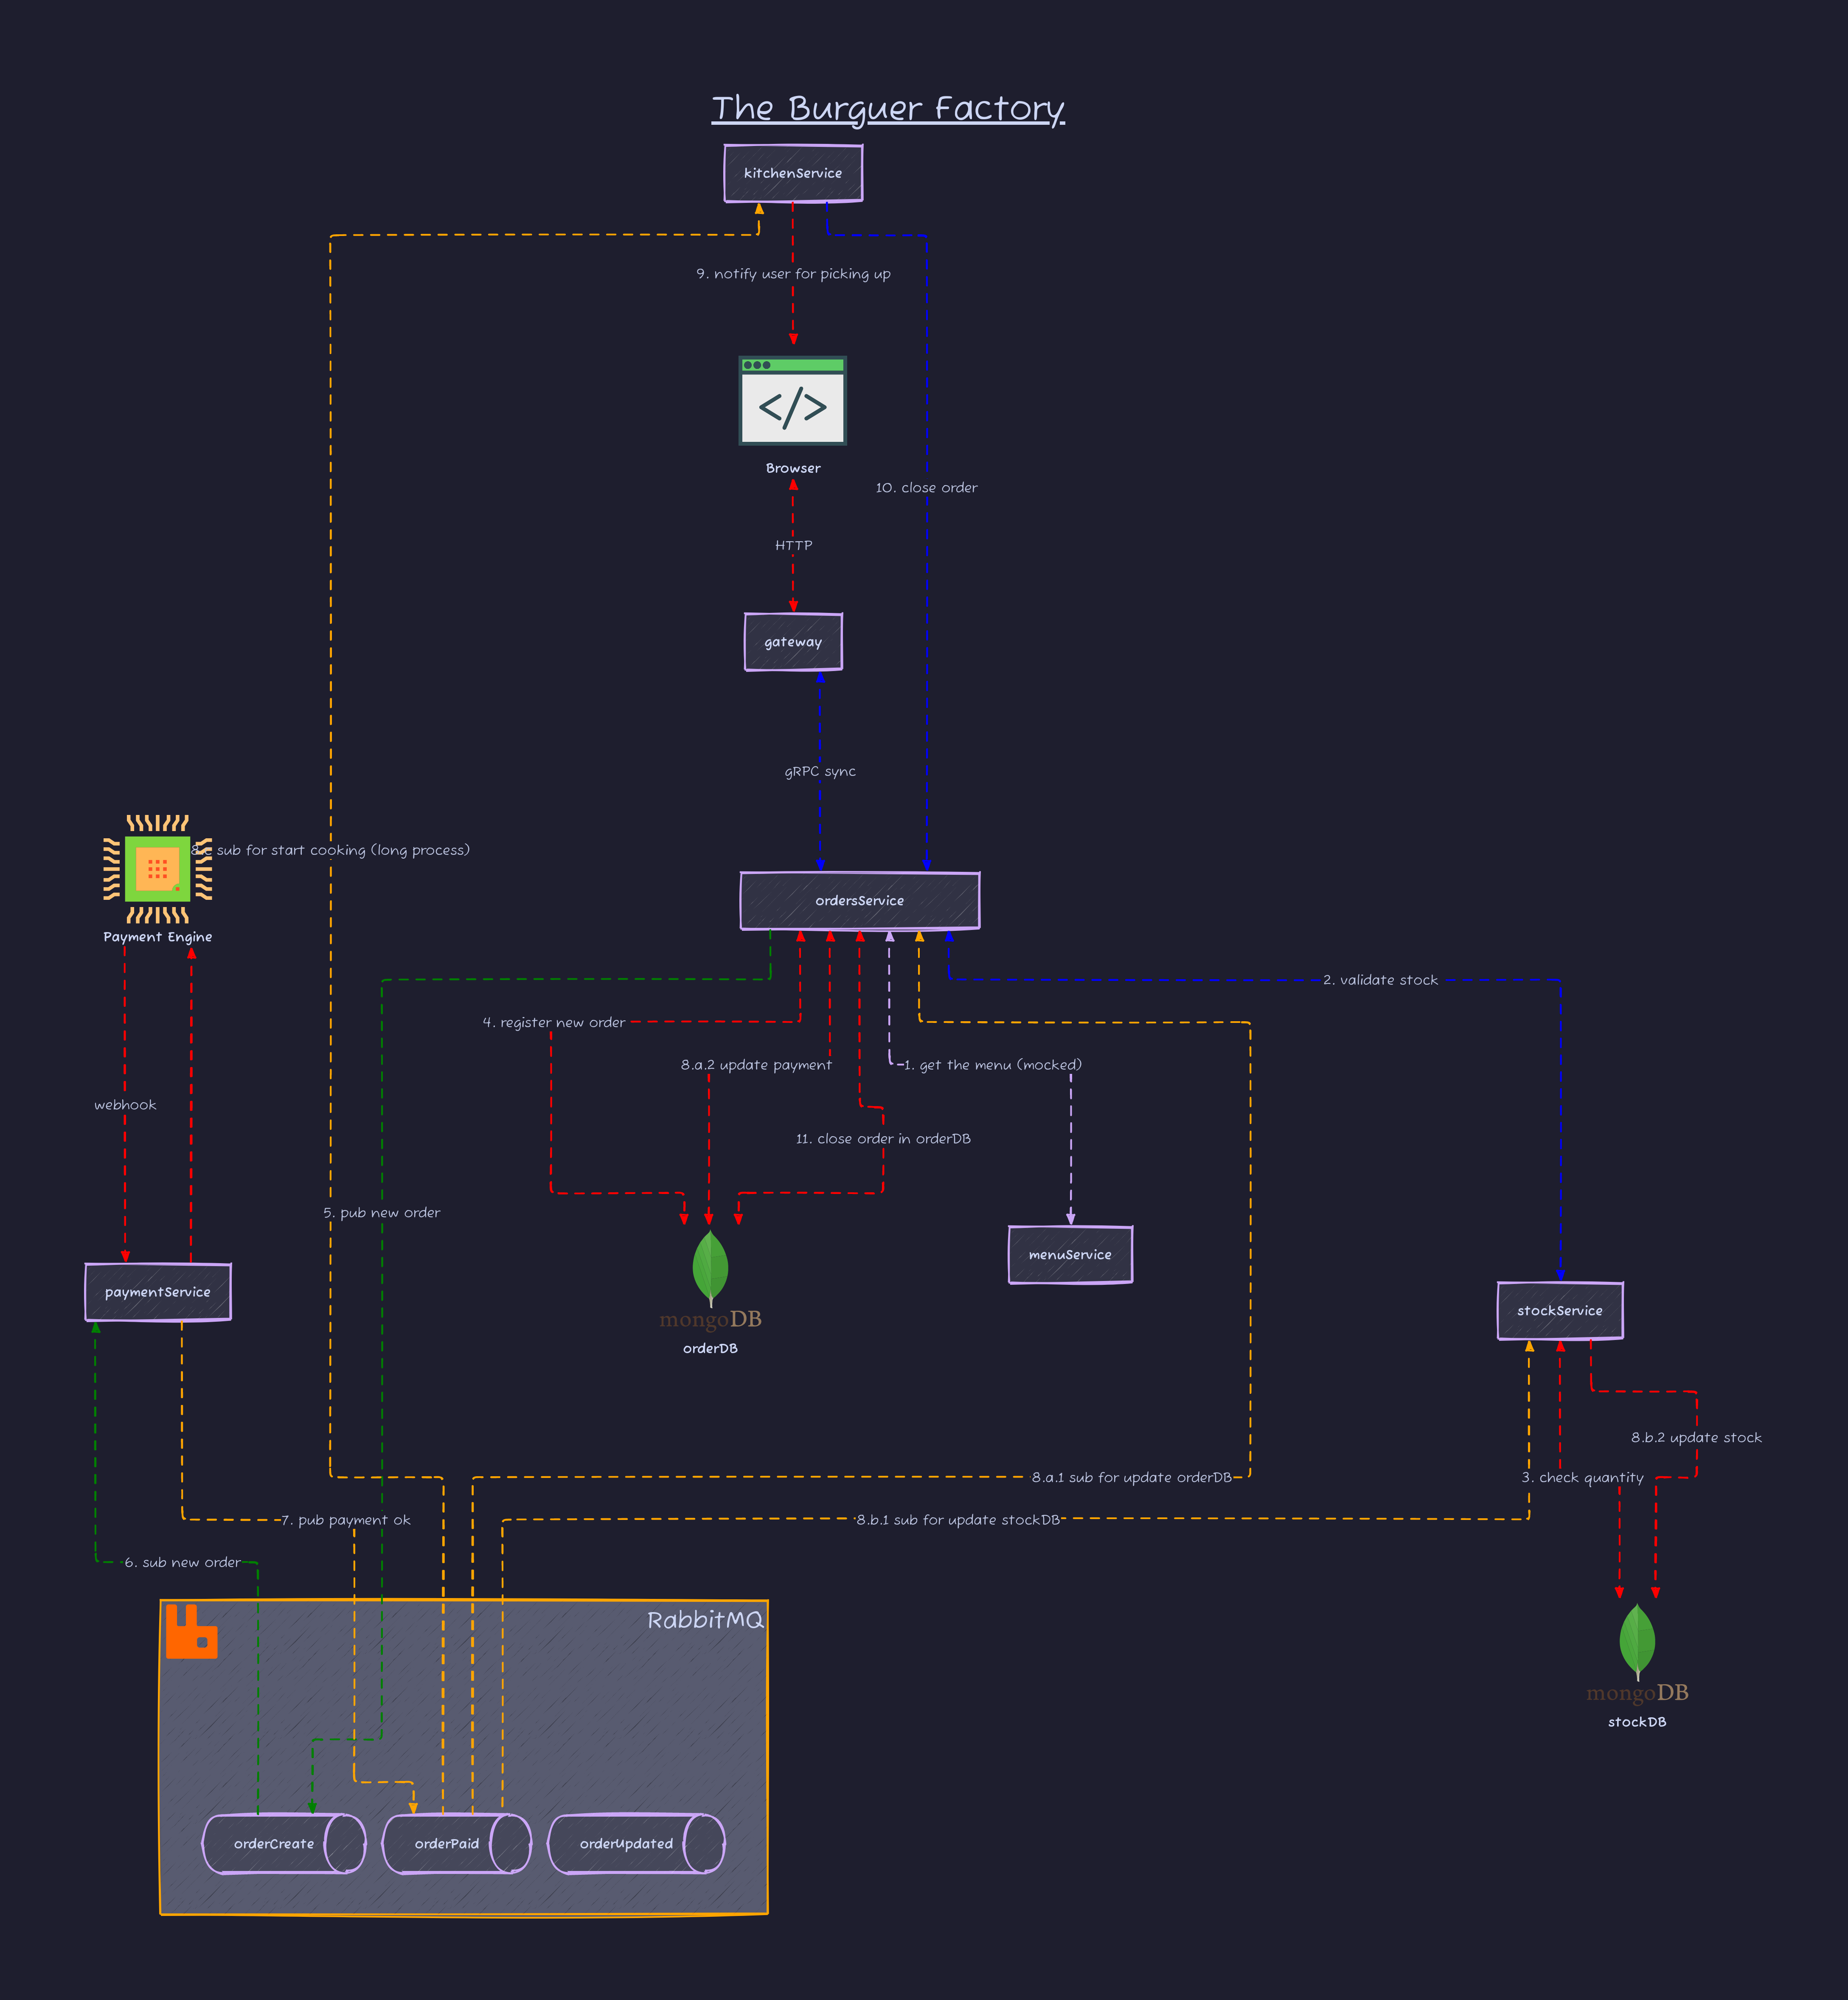 The Burguer Factory
kitchenService
9. notify user for picking up
</>
Browser
10. close order
HTTP
gateway
gRPC sync
sub for start cooking (long process)
ordersService
Payment Engine
2. validate stock
4. register new order
8.a.2 update payment
1. get the menu (mocked)
webhook
11. close order in orderDB
5. pub new order
menuService
paymentService
stockService
mongoDB
orderDB
8.b.2 update stock
8.a.1 sub for update orderDB
3. check quantity
7. pub payment ok
8.b.1 sub for update stockDB
6. sub new order
RabbitMQ
mongoDB
stockDB
orderCreate
orderPaid
orderUpdated